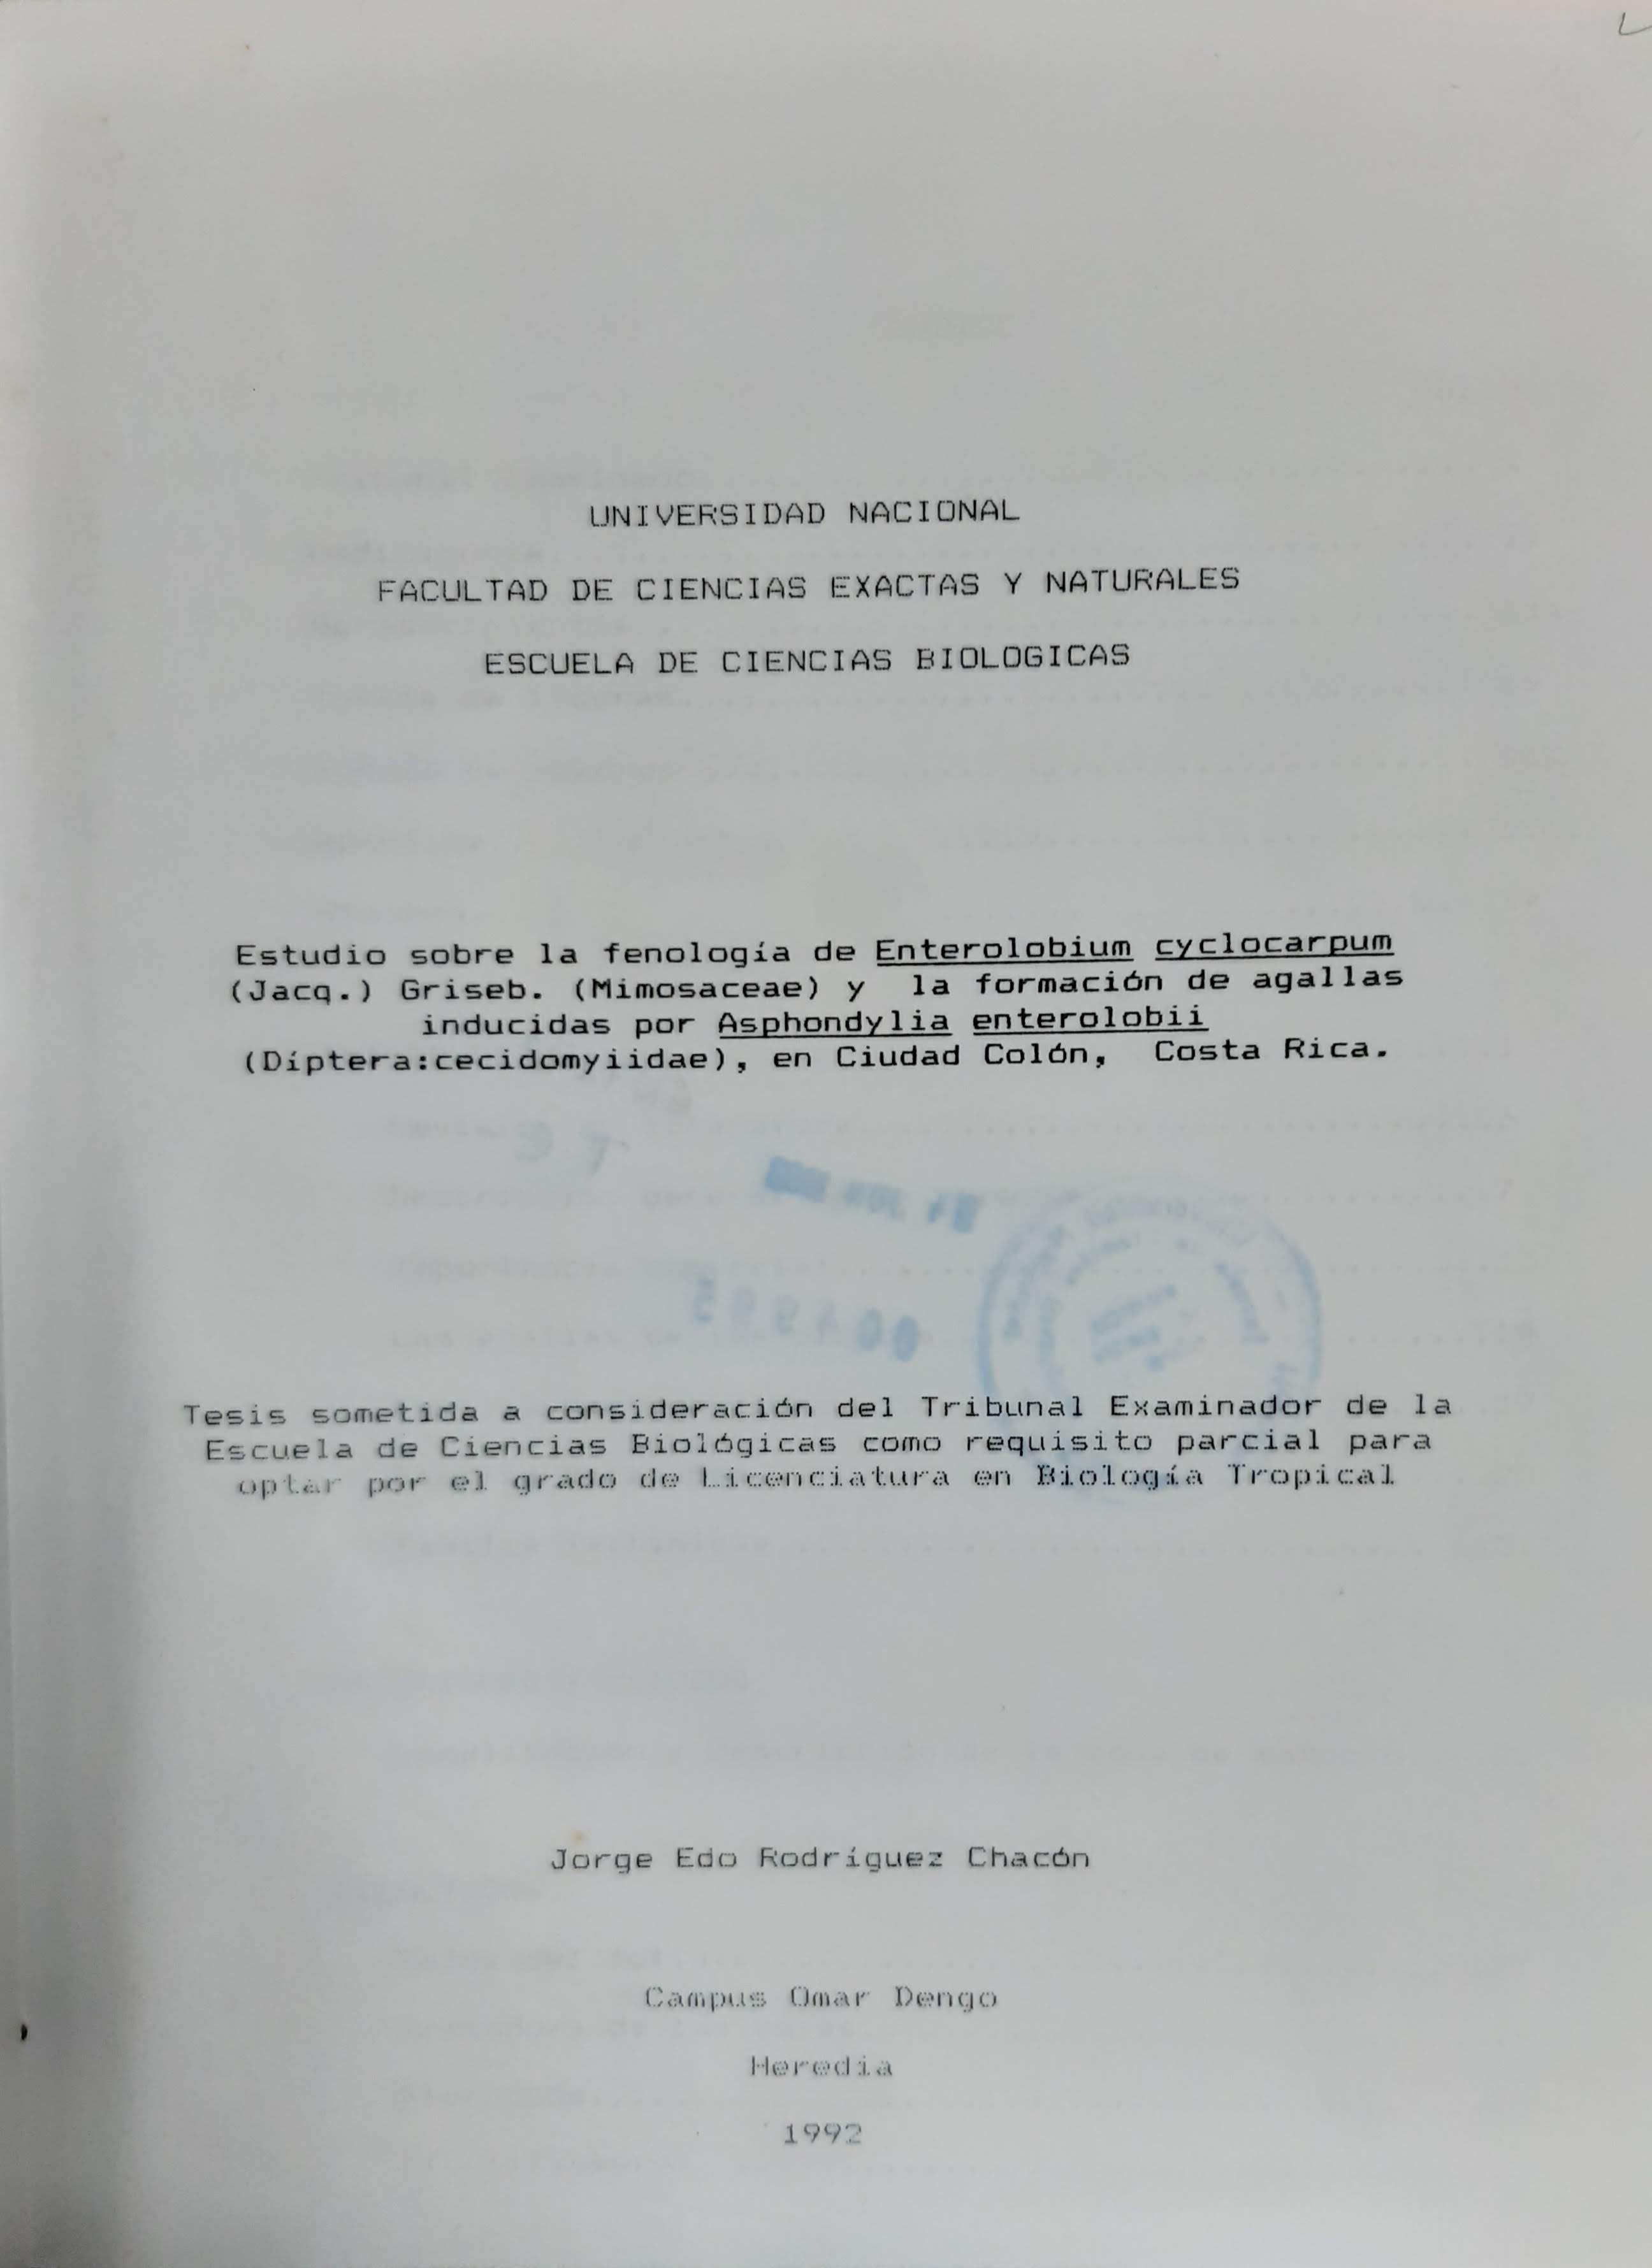 UNIVERSIDAD NACIONAL
FACULTAD DE CIENCIAS EXACTAS Y NATURALES
ESCUELA DE CIENCIAS BIOLOGICAS
Estudio sobre la fenología de Enterolobium cyclocarpum
(Jacq.) Griseb. (Mimosaceae) y la formación de agallas
inducidas por Asphondylia enterolobii
(Díptera:cecidomyiidae), en Ciudad Colón, Costa Rica.
Tesis sometida a consideración del Tribunal Examinador de la
Escuela de Ciencias Biológicas como requisito parcial para
optar por el grado de Licenciatura en Biología Tropical
Jorge Edo Rodríguez Chacón
Campus Omar Dengo
Heredia
1992